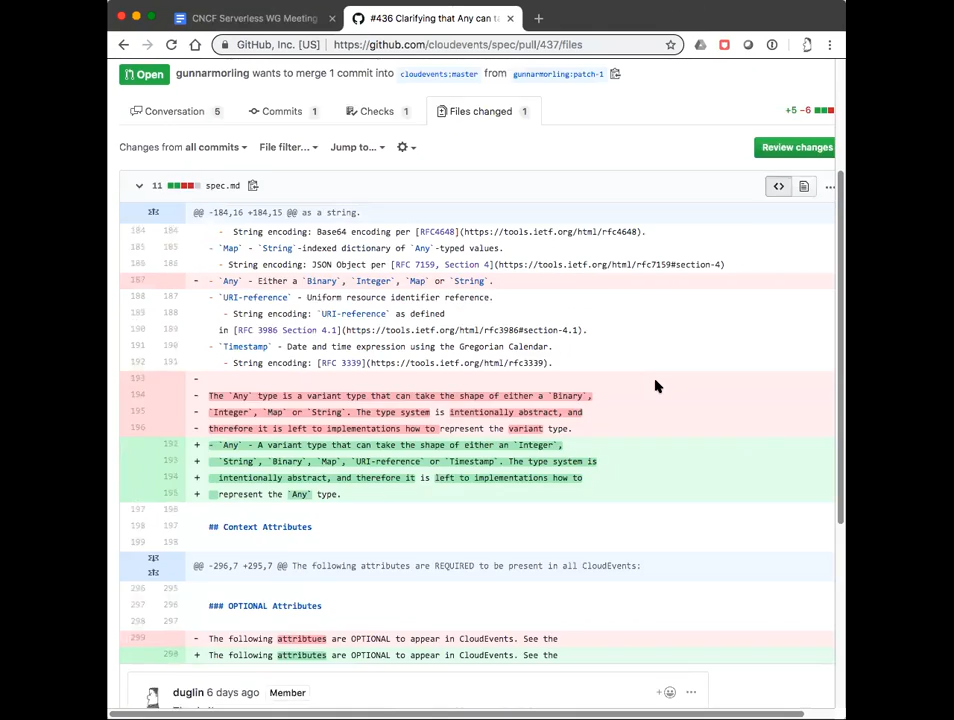 CNCF Serverless WG Meeting
#436 Clarifying that Any can ta
GitHub, Inc. [US] | https://github.com/cloudevents/spec/pull/437/files
Open gunnarmorling wants to merge 1 commit into cloudevents:master from gunnarmorling:patch-1
Conversation 5 Commits 1 Checks 1 Files changed 1 +5 −6
Changes from all commits File filter... Jump to... Review changes
11 spec.md
@@ -184,16 +184,15 @@ as a string.
184 184 - String encoding: Base64 encoding per [RFC4648](https://tools.ietf.org/html/rfc4648).
185 185 - `Map` - `String`-indexed dictionary of `Any`-typed values.
186 186 - String encoding: JSON Object per [RFC 7159, Section 4](https://tools.ietf.org/html/rfc7159#section-4)
187 - - `Any` - Either a `Binary`, `Integer`, `Map` or `String`.
188 187 - `URI-reference` - Uniform resource identifier reference.
189 188 - String encoding: `URI-reference` as defined
190 189 in [RFC 3986 Section 4.1](https://tools.ietf.org/html/rfc3986#section-4.1).
191 190 - `Timestamp` - Date and time expression using the Gregorian Calendar.
192 191 - String encoding: [RFC 3339](https://tools.ietf.org/html/rfc3339).
193 -
194 - The `Any` type is a variant type that can take the shape of either a `Binary`,
195 - `Integer`, `Map` or `String`. The type system is intentionally abstract, and
196 - therefore it is left to implementations how to represent the variant type.
192 + - `Any` - A variant type that can take the shape of either an `Integer`,
193 + `String`, `Binary`, `Map`, `URI-reference` or `Timestamp`. The type system is
194 + intentionally abstract, and therefore it is left to implementations how to
195 + represent the `Any` type.
197 196
198 197 ## Context Attributes
199 198
@@ -296,7 +295,7 @@ The following attributes are REQUIRED to be present in all CloudEvents:
296 295
297 296 ### OPTIONAL Attributes
298 297
299 - The following attribtues are OPTIONAL to appear in CloudEvents. See the
298 + The following attributes are OPTIONAL to appear in CloudEvents. See the
duglin 6 days ago Member